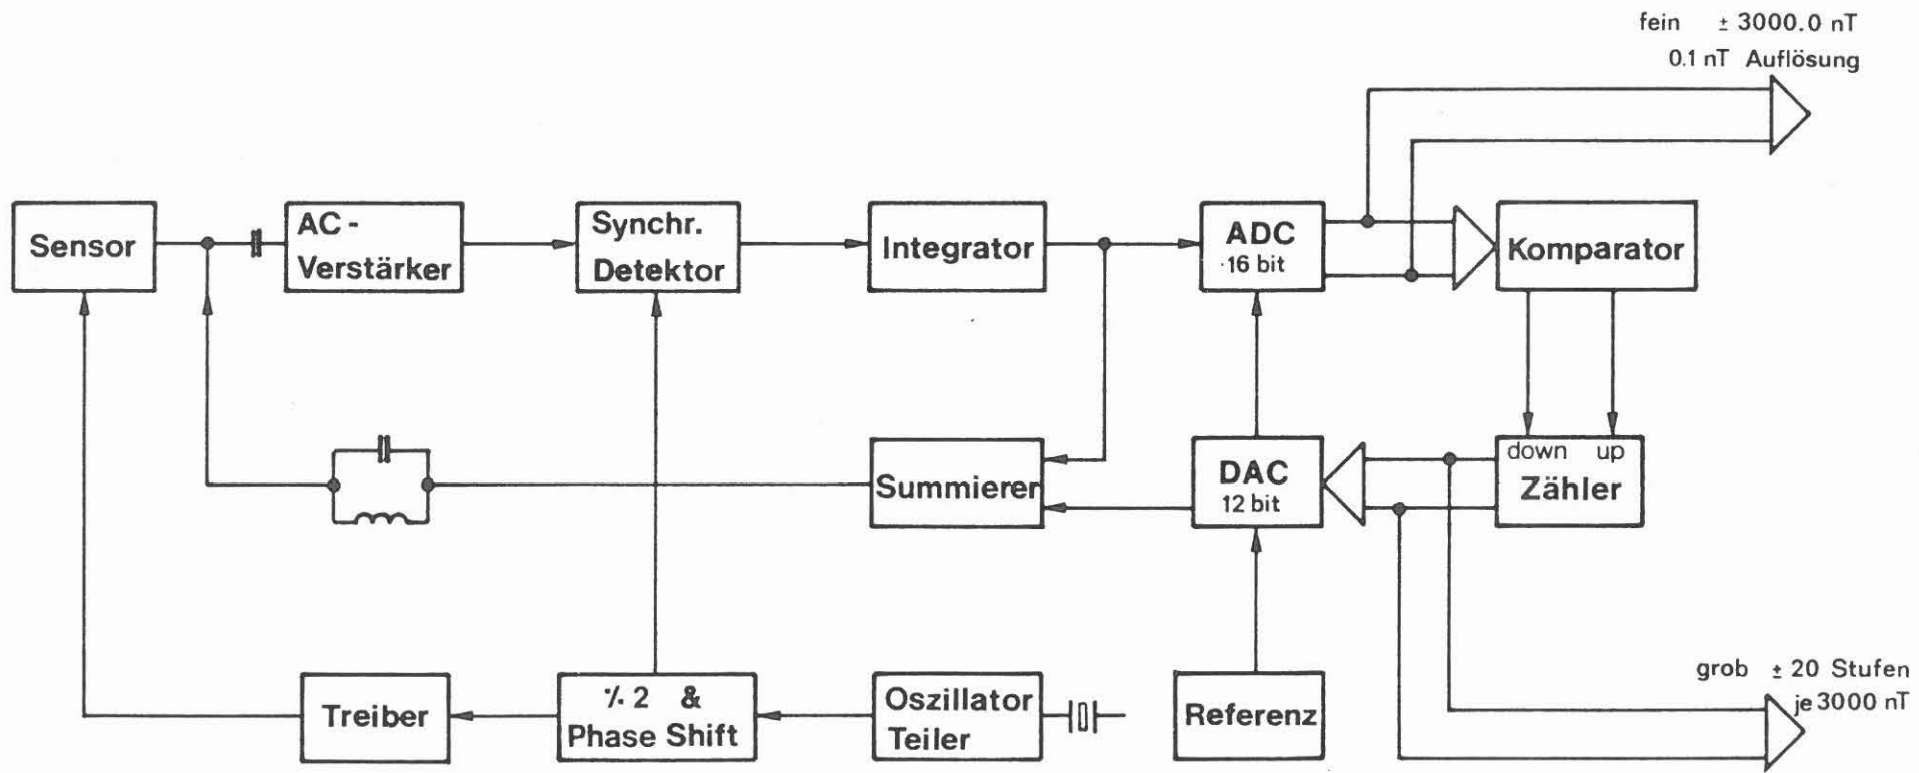 fein ± 3000.0 nT
0.1 nT Auflösung
Sensor
AC-
Verstärker
Synchr.
Detektor
Integrator
ADC
16 bit
Komparator
Summierer
DAC
12 bit
down up
Zähler
Treiber
٪ 2 &
Phase Shift
Oszillator
Teiler
Referenz
grob ± 20 Stufen
je 3000 nT